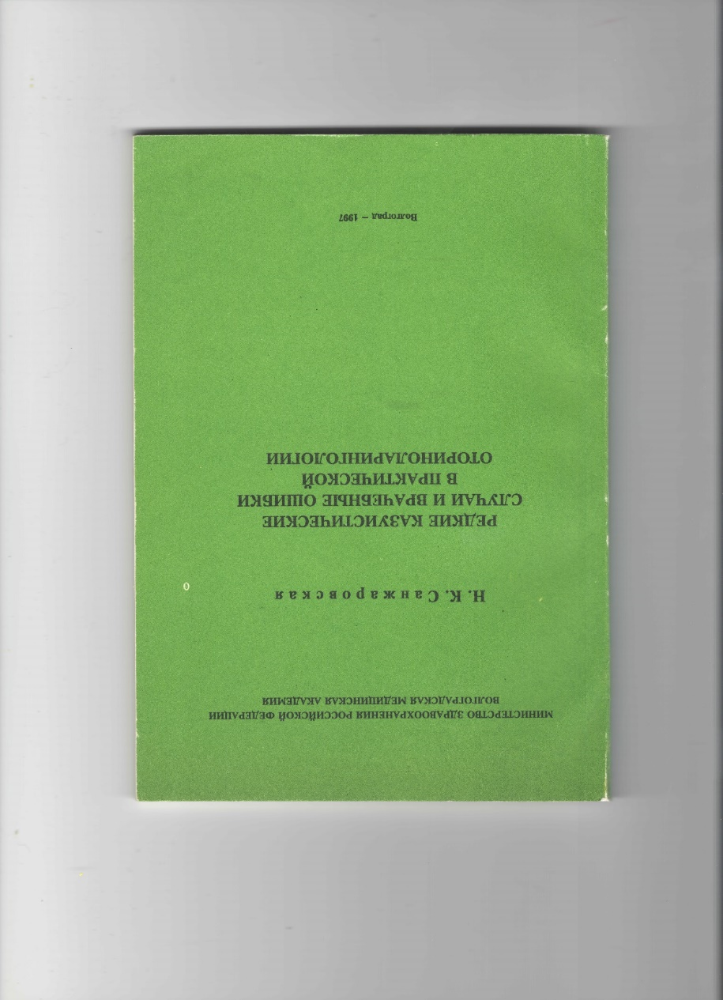 МИНИСТЕРСТВО ЗДРАВООХРАНЕНИЯ РОССИЙСКОЙ ФЕДЕРАЦИИ
ВОЛГОГРАДСКАЯ МЕДИЦИНСКАЯ АКАДЕМИЯ
Н. К. Санжаровская
РЕДКИЕ КАЗУИСТИЧЕСКИЕ
СЛУЧАИ И ВРАЧЕБНЫЕ ОШИБКИ
В ПРАКТИЧЕСКОЙ
ОТОРИНОЛАРИНГОЛОГИИ
Волгоград – 1997